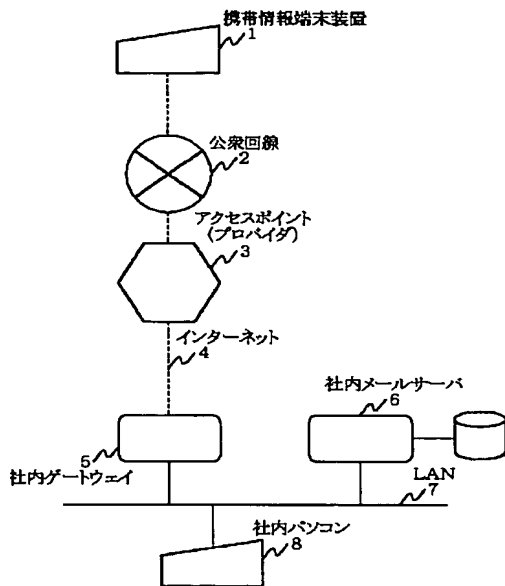 携帯情報端末装置
1
公衆回線
2
アクセスポイント
(プロバイダ)
3
インターネット
4
社内メールサーバ
6
5
社内ゲートウェイ
LAN
7
社内パソコン
8